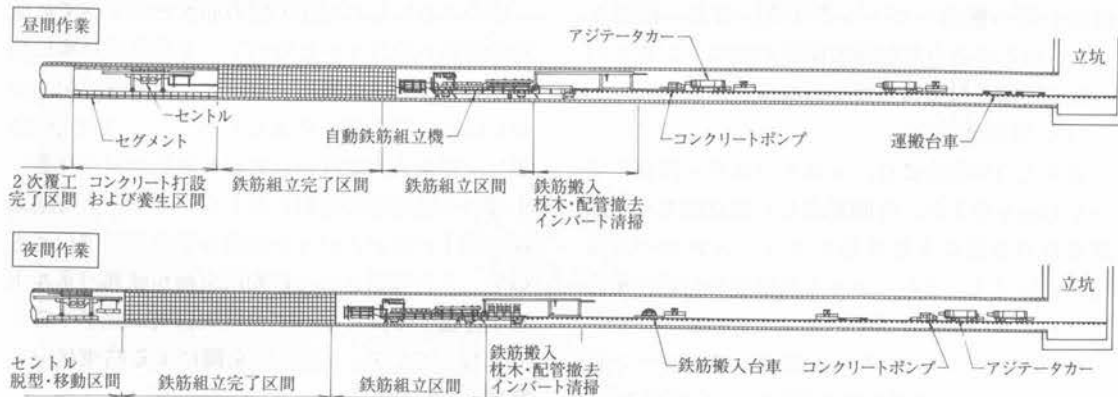 昼間作業
アジテータカー
立坑
セントル
セグメント
自動鉄筋組立機
コンクリートポンプ
運搬台車
2次覆工
完了区間
コンクリート打設
および養生区間
鉄筋組立完了区間
鉄筋組立区間
鉄筋搬入
枕木・配管撤去
インバート清掃
夜間作業
立坑
セントル
脱型・移動区間
鉄筋組立完了区間
鉄筋組立区間
鉄筋搬入
枕木・配管撤去
インバート清掃
鉄筋搬入台車
コンクリートポンプ
アジテータカー